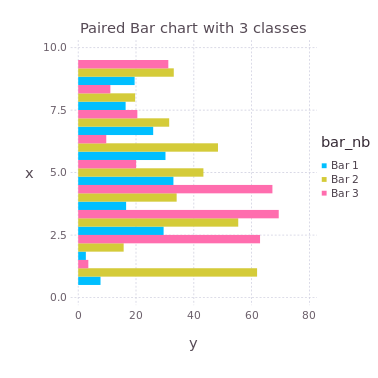 Paired Bar chart with 3 classes
10.0
7.5
5.0
2.5
0.0
x
0 20 40 60 80
y
bar_nb
Bar 1
Bar 2
Bar 3